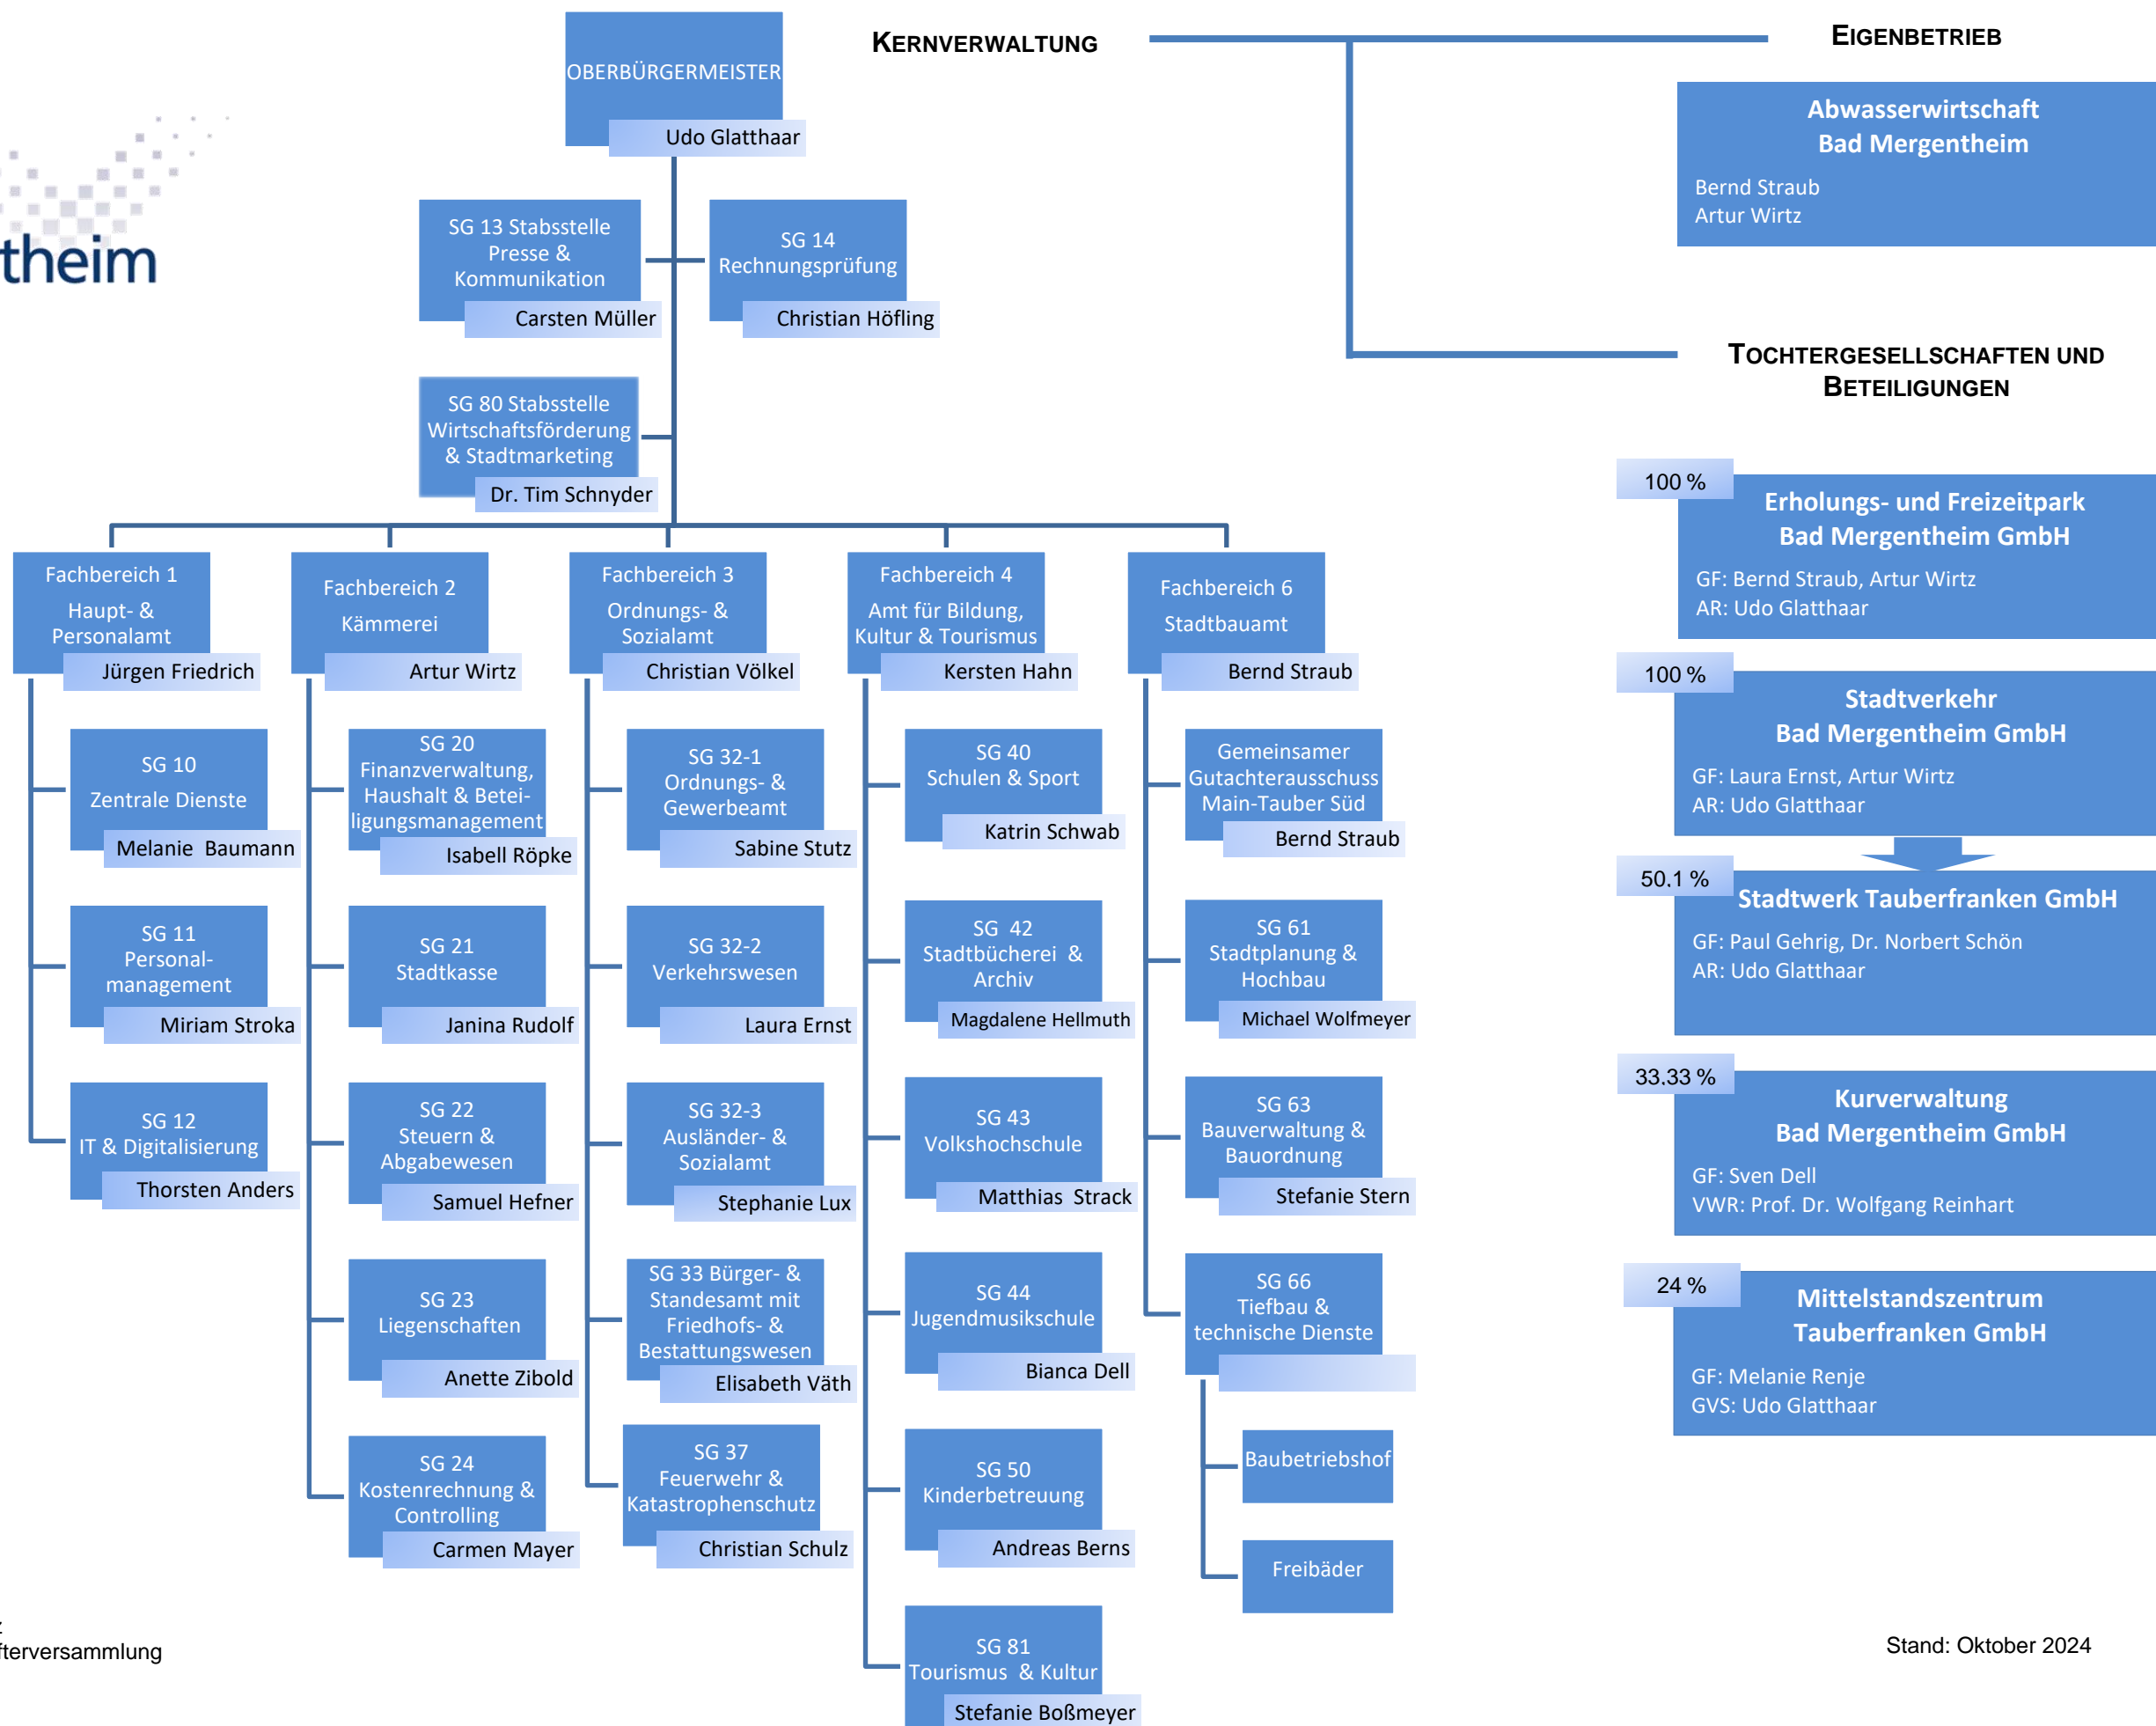 theim
KERNVERWALTUNG
EIGENBETRIEB
OBERBÜRGERMEISTER
Udo Glatthaar
SG 13 Stabsstelle
Presse &
Kommunikation
Carsten Müller
SG 14
Rechnungsprüfung
Christian Höfling
SG 80 Stabsstelle
Wirtschaftsförderung
& Stadtmarketing
Dr. Tim Schnyder
Fachbereich 1
Haupt- &
Personalamt
Jürgen Friedrich
SG 10
Zentrale Dienste
Melanie Baumann
SG 11
Personal-
management
Miriam Stroka
SG 12
IT & Digitalisierung
Thorsten Anders
Fachbereich 2
Kämmerei
Artur Wirtz
SG 20
Finanzverwaltung,
Haushalt & Betei-
ligungsmanagement
Isabell Röpke
SG 21
Stadtkasse
Janina Rudolf
SG 22
Steuern &
Abgabewesen
Samuel Hefner
SG 23
Liegenschaften
Anette Zibold
SG 24
Kostenrechnung &
Controlling
Carmen Mayer
Fachbereich 3
Ordnungs- &
Sozialamt
Christian Völkel
SG 32-1
Ordnungs- &
Gewerbeamt
Sabine Stutz
SG 32-2
Verkehrswesen
Laura Ernst
SG 32-3
Ausländer- &
Sozialamt
Stephanie Lux
SG 33 Bürger- &
Standesamt mit
Friedhofs- &
Bestattungswesen
Elisabeth Väth
SG 37
Feuerwehr &
Katastrophenschutz
Christian Schulz
Fachbereich 4
Amt für Bildung,
Kultur & Tourismus
Kersten Hahn
SG 40
Schulen & Sport
Katrin Schwab
SG 42
Stadtbücherei &
Archiv
Magdalene Hellmuth
SG 43
Volkshochschule
Matthias Strack
SG 44
Jugendmusikschule
Bianca Dell
SG 50
Kinderbetreuung
Andreas Berns
SG 81
Tourismus & Kultur
Stefanie Boßmeyer
Fachbereich 6
Stadtbauamt
Bernd Straub
Gemeinsamer
Gutachterausschuss
Main-Tauber Süd
Bernd Straub
SG 61
Stadtplanung &
Hochbau
Michael Wolfmeyer
SG 63
Bauverwaltung &
Bauordnung
Stefanie Stern
SG 66
Tiefbau &
technische Dienste
Baubetriebshof
Freibäder
Abwasserwirtschaft
Bad Mergentheim
Bernd Straub
Artur Wirtz
TOCHTERGESELLSCHAFTEN UND
BETEILIGUNGEN
100 %
Erholungs- und Freizeitpark
Bad Mergentheim GmbH
GF: Bernd Straub, Artur Wirtz
AR: Udo Glatthaar
100 %
Stadtverkehr
Bad Mergentheim GmbH
GF: Laura Ernst, Artur Wirtz
AR: Udo Glatthaar
50.1 %
Stadtwerk Tauberfranken GmbH
GF: Paul Gehrig, Dr. Norbert Schön
AR: Udo Glatthaar
33.33 %
Kurverwaltung
Bad Mergentheim GmbH
GF: Sven Dell
VWR: Prof. Dr. Wolfgang Reinhart
24 %
Mittelstandszentrum
Tauberfranken GmbH
GF: Melanie Renje
GVS: Udo Glatthaar
fterversammlung
Stand: Oktober 2024